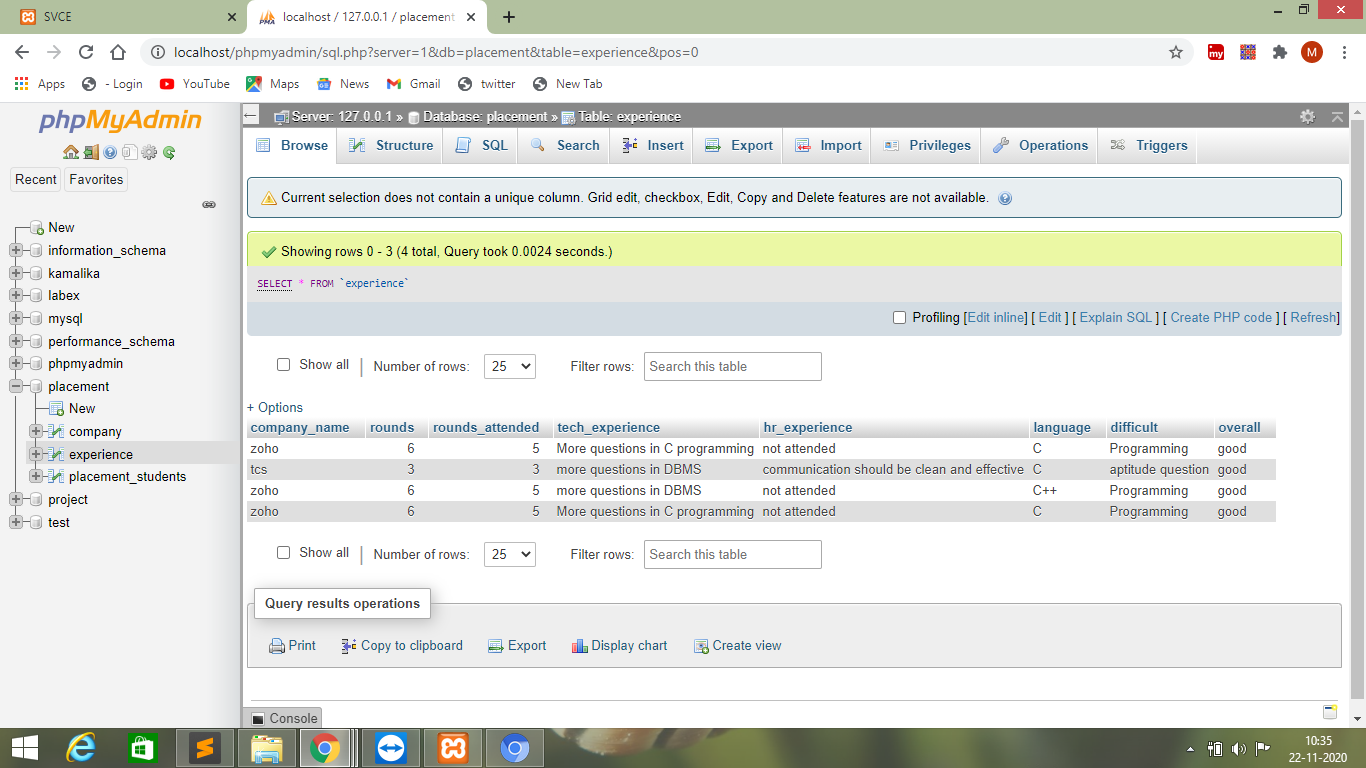 SVCE
localhost / 127.0.0.1 / placement
localhost/phpmyadmin/sql.php?server=1&db=placement&table=experience&pos=0
my
M
Apps
- Login
YouTube
Maps
News
Gmail
twitter
New Tab
phpMyAdmin
Recent
Favorites
New
information_schema
kamalika
labex
mysql
performance_schema
phpmyadmin
placement
New
company
experience
placement_students
project
test
Server: 127.0.0.1 » Database: placement » Table: experience
Browse Structure SQL Search Insert Export Import Privileges Operations Triggers
Current selection does not contain a unique column. Grid edit, checkbox, Edit, Copy and Delete features are not available.
Showing rows 0 - 3 (4 total, Query took 0.0024 seconds.)
SELECT * FROM `experience`
Profiling [Edit inline] [ Edit ] [ Explain SQL ] [ Create PHP code ] [ Refresh]
Show all | Number of rows: 25 Filter rows: Search this table
+ Options
company_name rounds rounds_attended tech_experience hr_experience language difficult overall
zoho 6 5 More questions in C programming not attended C Programming good
tcs 3 3 more questions in DBMS communication should be clean and effective C aptitude question good
zoho 6 5 more questions in DBMS not attended C++ Programming good
zoho 6 5 More questions in C programming not attended C Programming good
Show all | Number of rows: 25 Filter rows: Search this table
Query results operations
Print Copy to clipboard Export Display chart Create view
Console
10:35
22-11-2020